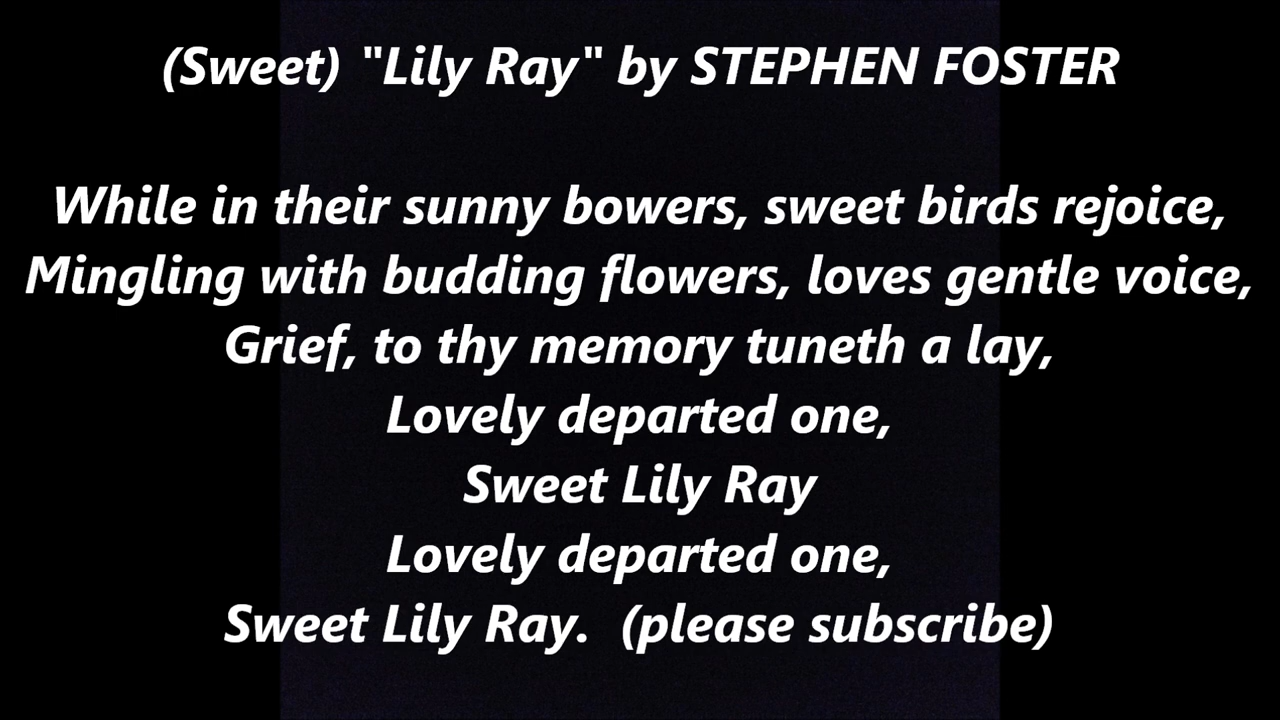 (Sweet) "Lily Ray" by STEPHEN FOSTER
While in their sunny bowers, sweet birds rejoice,
Mingling with budding flowers, loves gentle voice,
Grief, to thy memory tuneth a lay,
Lovely departed one,
Sweet Lily Ray
Lovely departed one,
Sweet Lily Ray.  (please subscribe)